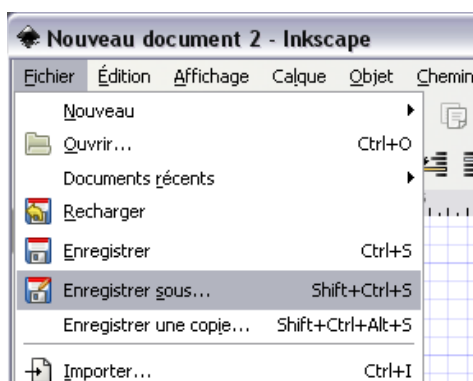 Nouveau document 2 - Inkscape
Fichier Édition Affichage Calque Objet Chemin
Nouveau
Ouvrir... Ctrl+O
Documents récents
Recharger
Enregistrer Ctrl+S
Enregistrer sous... Shift+Ctrl+S
Enregistrer une copie... Shift+Ctrl+Alt+S
Importer... Ctrl+I